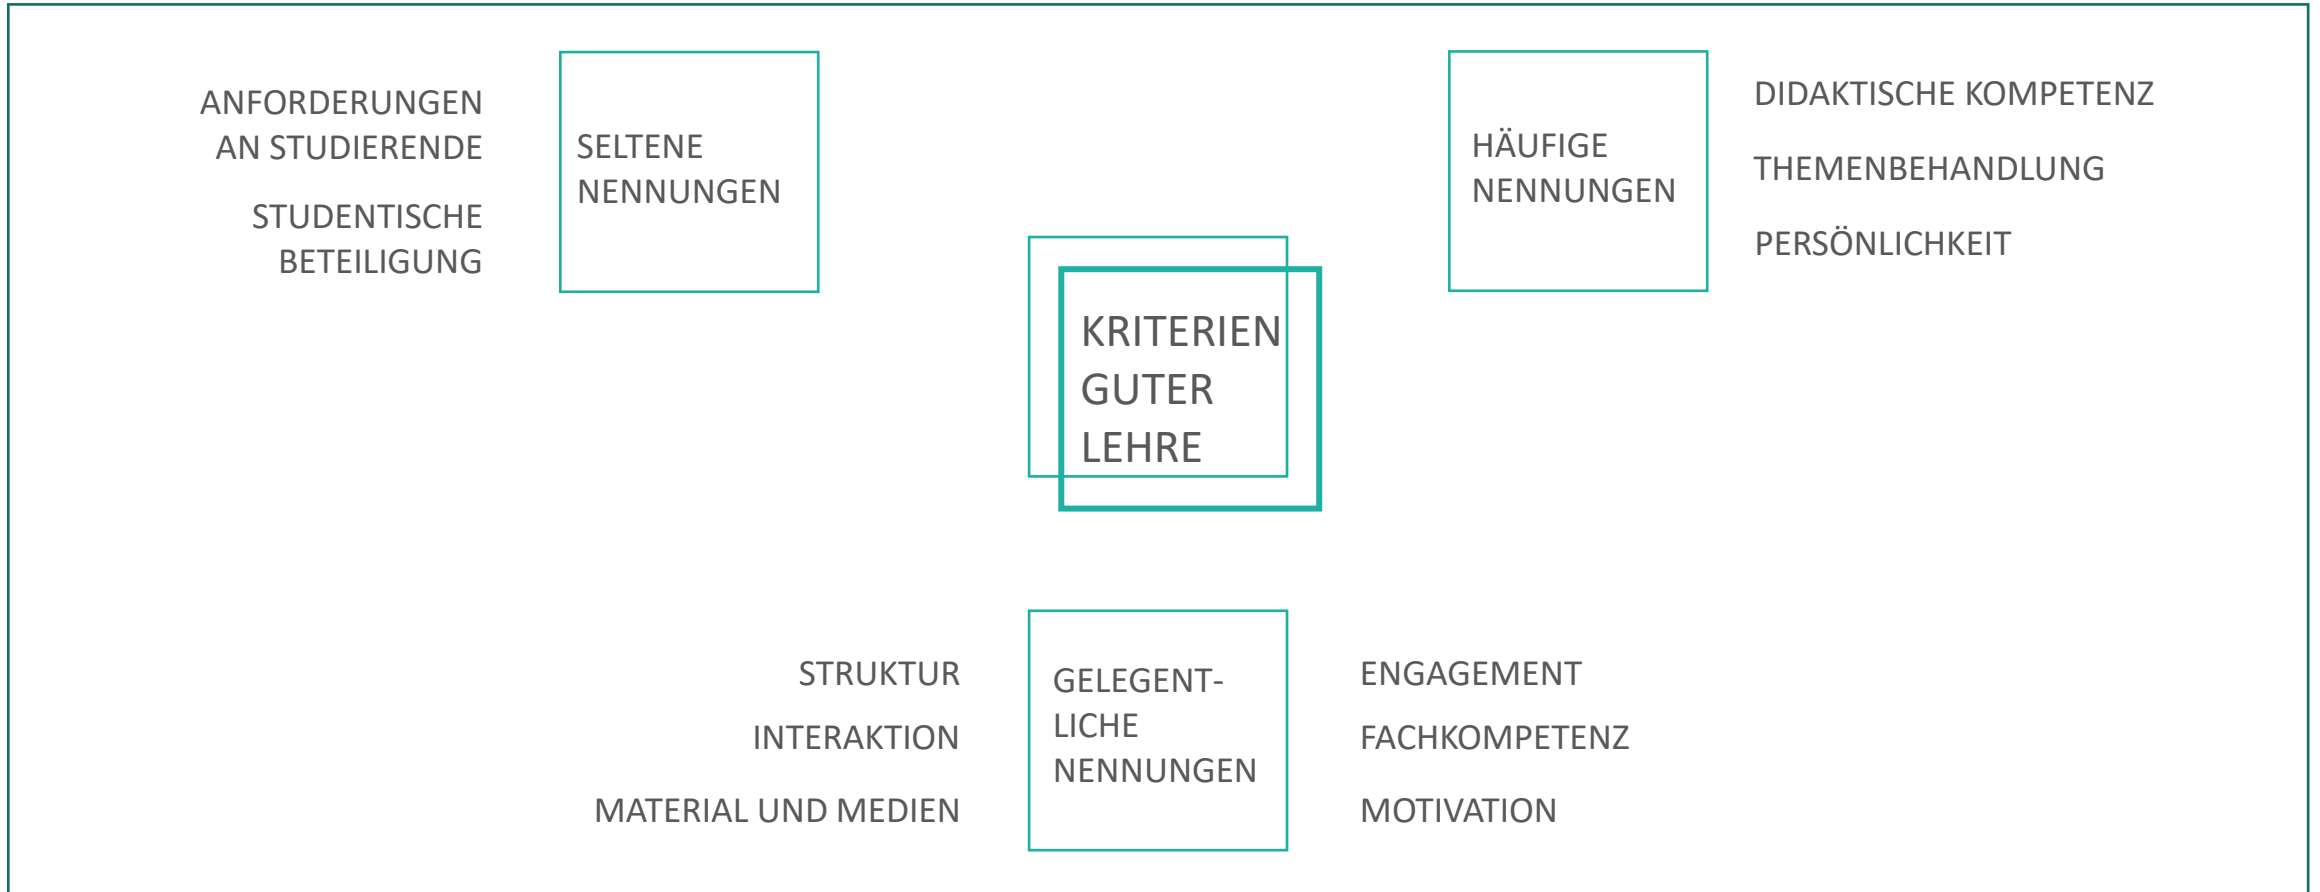 ANFORDERUNGEN
AN STUDIERENDE
STUDENTISCHE
BETEILIGUNG
SELTENE
NENNUNGEN
HÄUFIGE
NENNUNGEN
DIDAKTISCHE KOMPETENZ
THEMENBEHANDLUNG
PERSÖNLICHKEIT
KRITERIEN
GUTER
LEHRE
STRUKTUR
INTERAKTION
MATERIAL UND MEDIEN
GELEGENT-
LICHE
NENNUNGEN
ENGAGEMENT
FACHKOMPETENZ
MOTIVATION